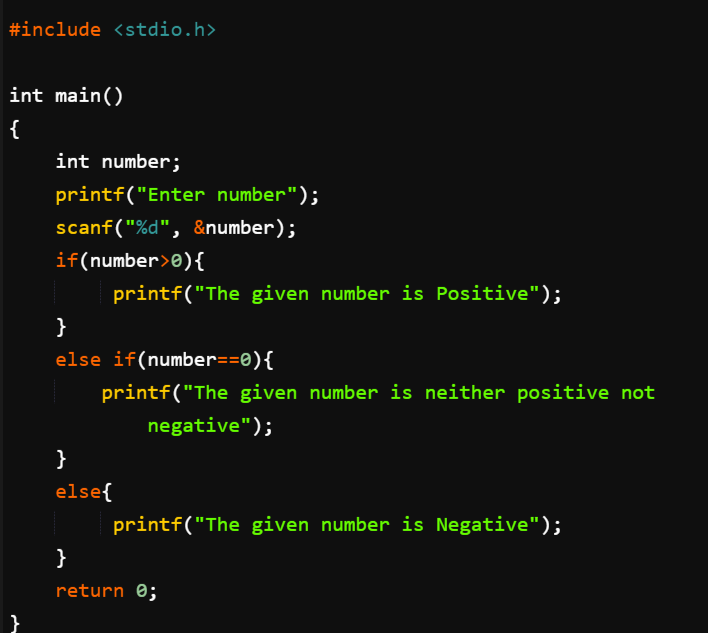 #include <stdio.h>

int main()
{
    int number;
    printf("Enter number");
    scanf("%d", &number);
    if(number>0){
         printf("The given number is Positive");
    }
    else if(number==0){
        printf("The given number is neither positive not
            negative");
    }
    else{
         printf("The given number is Negative");
    }
    return 0;
}